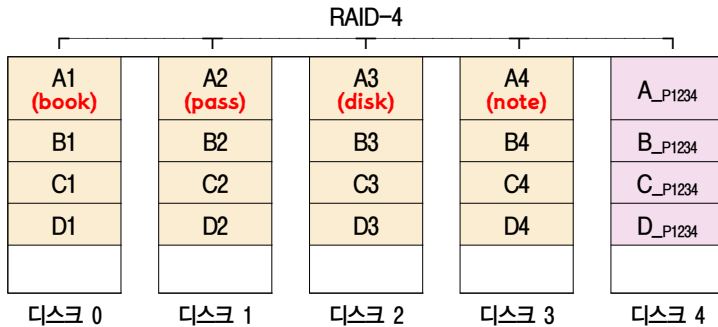 RAID-4
A1 A2 A3 A4 A_P1234
(book) (pass) (disk) (note)
B1 B2 B3 B4 B_P1234
C1 C2 C3 C4 C_P1234
D1 D2 D3 D4 D_P1234
디스크 0 디스크 1 디스크 2 디스크 3 디스크 4